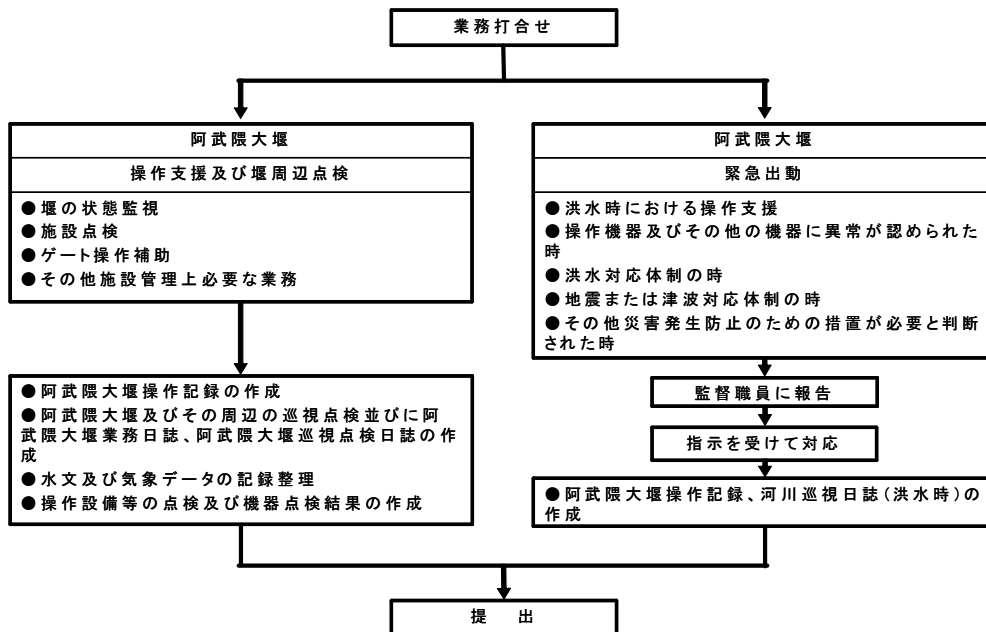 業務打合せ
阿武隈大堰
操作支援及び堰周辺点検
●堰の状態監視
●施設点検
●ゲート操作補助
●その他施設管理上必要な業務
●阿武隈大堰操作記録の作成
●阿武隈大堰及びその周辺の巡視点検並びに阿
武隈大堰業務日誌、阿武隈大堰巡視点検日誌の作
成
●水文及び気象データの記録整理
●操作設備等の点検及び機器点検結果の作成
阿武隈大堰
緊急出動
●洪水時における操作支援
●操作機器及びその他の機器に異常が認められた
時
●洪水対応体制の時
●地震または津波対応体制の時
●その他災害発生防止のための措置が必要と判断
された時
監督職員に報告
指示を受けて対応
●阿武隈大堰操作記録、河川巡視日誌(洪水時)の
作成
提　出